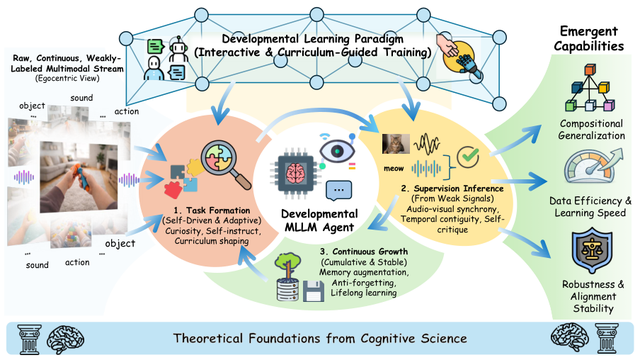 Developmental Learning Paradigm
(Interactive & Curriculum-Guided Training)
Raw, Continuous, Weakly-
Labeled Multimodal Stream
(Egocentric View)
sound
object
action
...
...
object
...
...
action
sound
1. Task Formation
(Self-Driven & Adaptive)
Curiosity, Self-instruct,
Curriculum shaping
Developmental
MLLM Agent
meow
2. Supervision Inference
(From Weak Signals)
Audio-visual synchrony,
Temporal contiguity, Self-
critique
3. Continuous Growth
(Cumulative & Stable)
Memory augmentation,
Anti-forgetting,
Lifelong learning
Emergent
Capabilities
Compositional
Generalization
Data Efficiency &
Learning Speed
Robustness &
Alignment
Stability
Theoretical Foundations from Cognitive Science